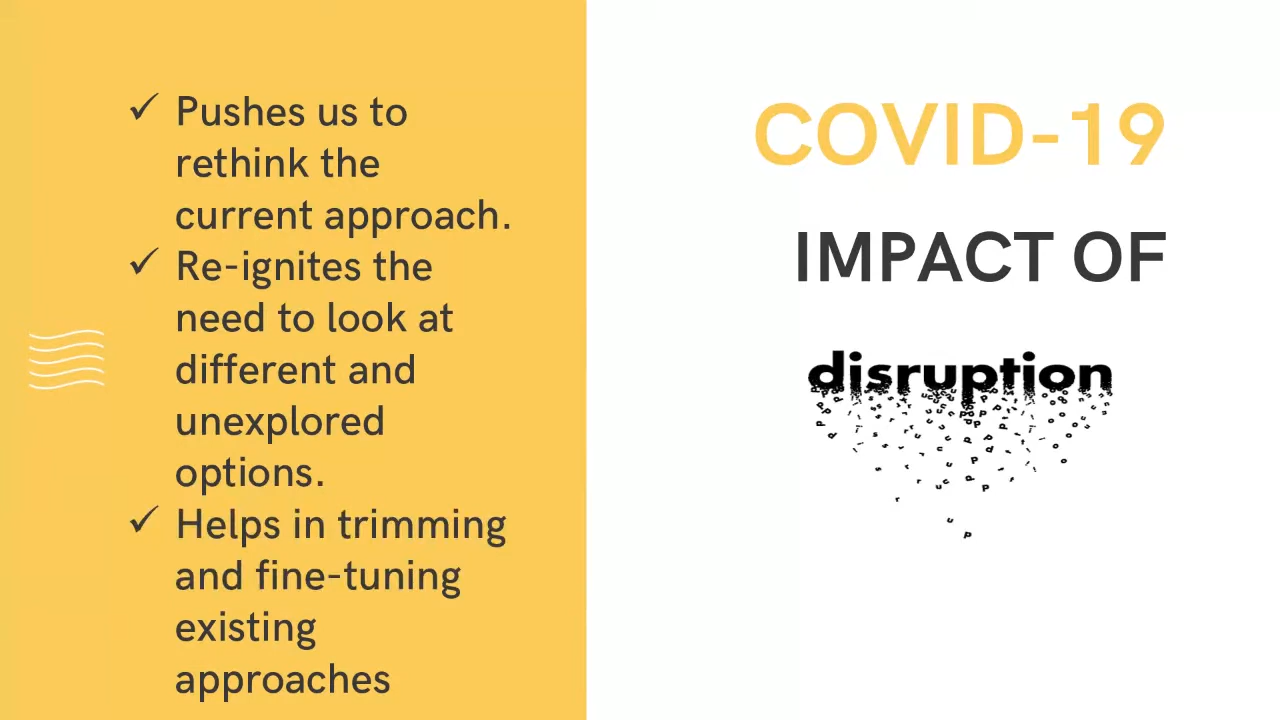 ✓ Pushes us to
rethink the
current approach.
✓ Re-ignites the
need to look at
different and
unexplored
options.
✓ Helps in trimming
and fine-tuning
existing
approaches
COVID-19
IMPACT OF
disruption